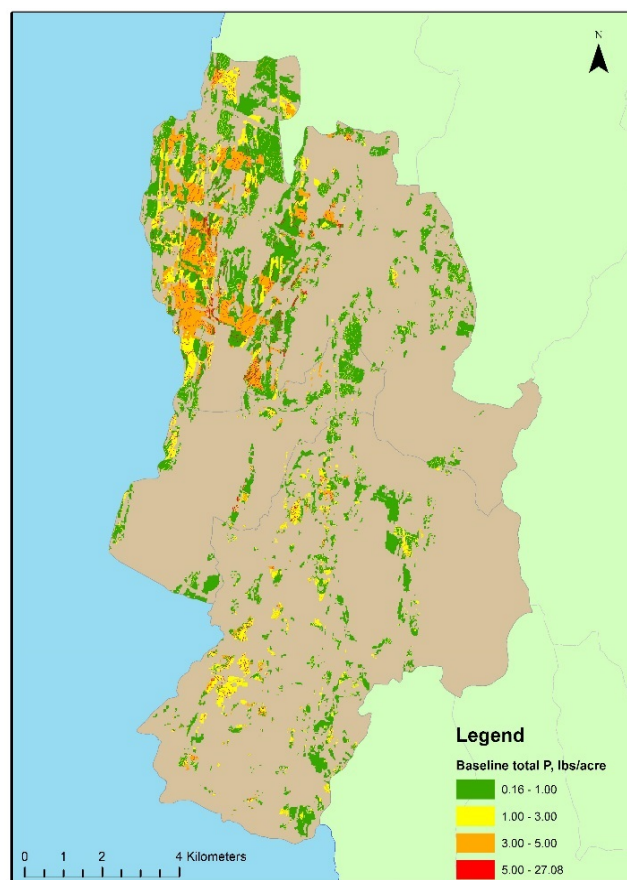 N
Legend
Baseline total P, lbs/acre
0.16 - 1.00
1.00 - 3.00
3.00 - 5.00
5.00 - 27.08
0 1 2 4 Kilometers